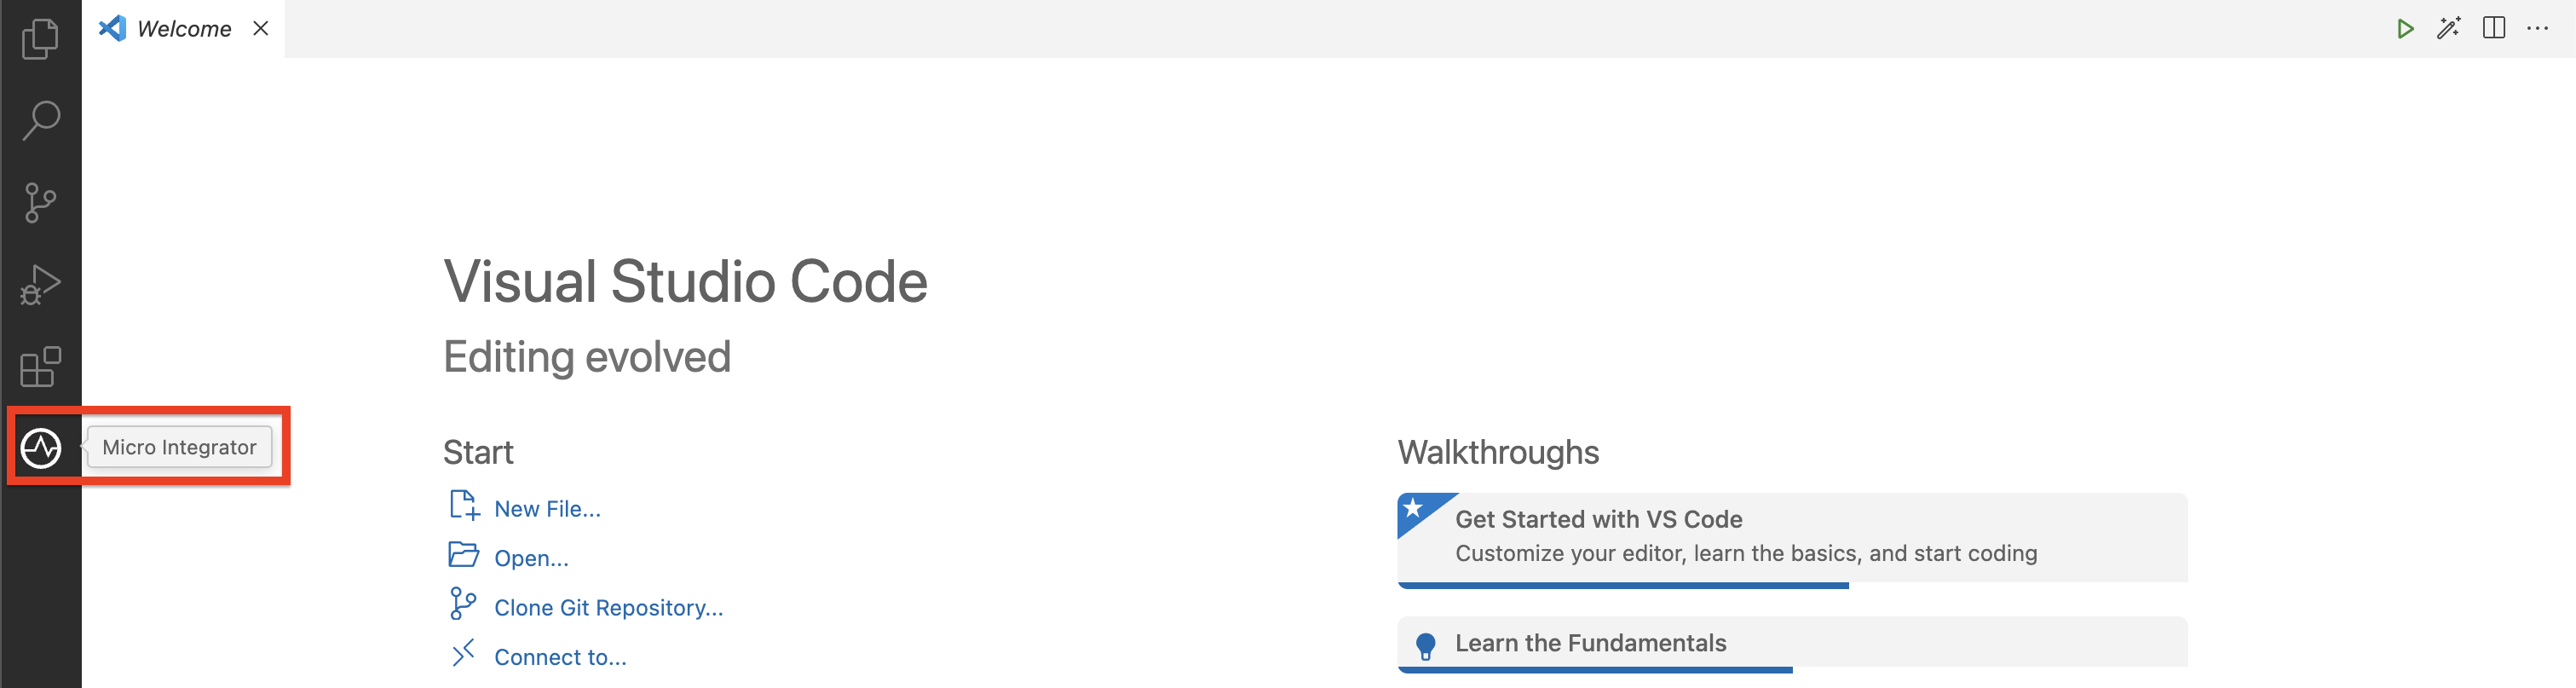 Welcome
Visual Studio Code
Editing evolved
Micro Integrator
Start
New File...
Open...
Clone Git Repository...
Connect to...
Walkthroughs
Get Started with VS Code
Customize your editor, learn the basics, and start coding
Learn the Fundamentals